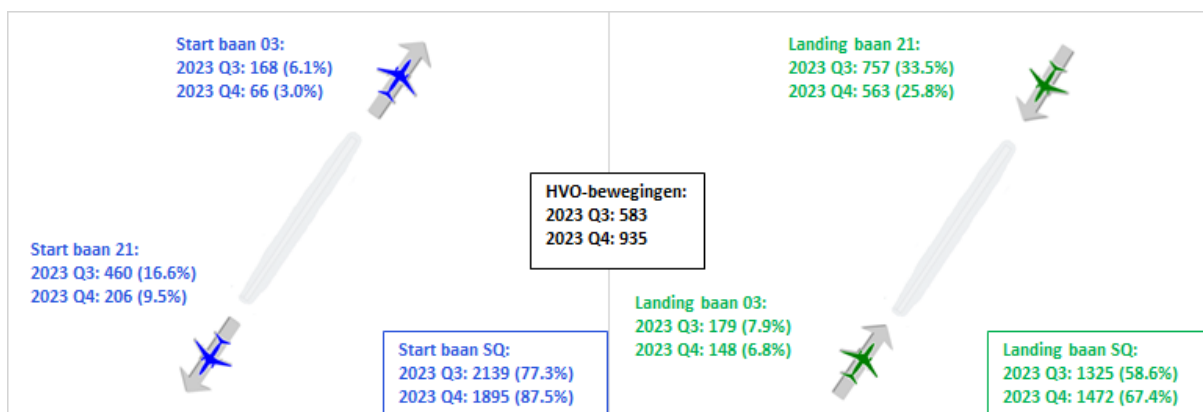 Start baan 03:
2023 Q3: 168 (6.1%)
2023 Q4: 66 (3.0%)
Start baan 21:
2023 Q3: 460 (16.6%)
2023 Q4: 206 (9.5%)
Start baan SQ:
2023 Q3: 2139 (77.3%)
2023 Q4: 1895 (87.5%)
HVO-bewegingen:
2023 Q3: 583
2023 Q4: 935
Landing baan 21:
2023 Q3: 757 (33.5%)
2023 Q4: 563 (25.8%)
Landing baan 03:
2023 Q3: 179 (7.9%)
2023 Q4: 148 (6.8%)
Landing baan SQ:
2023 Q3: 1325 (58.6%)
2023 Q4: 1472 (67.4%)